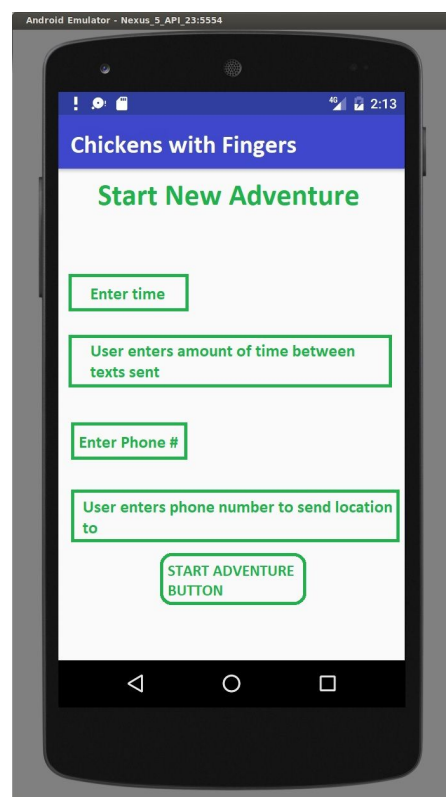 Android Emulator - Nexus_5_API_23:5554
4G 2:13
Chickens with Fingers
Start New Adventure
Enter time
User enters amount of time between
texts sent
Enter Phone #
User enters phone number to send location
to
START ADVENTURE
BUTTON